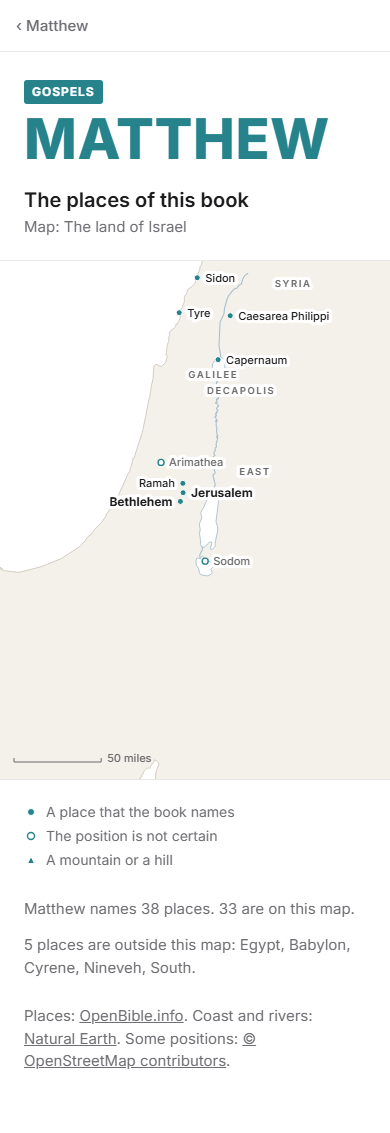 ‹ Matthew
GOSPELS
MATTHEW
The places of this book
Map: The land of Israel
Sidon
SYRIA
Tyre
Caesarea Philippi
Capernaum
GALILEE
DECAPOLIS
Arimathea
EAST
Ramah
Jerusalem
Bethlehem
Sodom
50 miles
A place that the book names
The position is not certain
A mountain or a hill
Matthew names 38 places. 33 are on this map.
5 places are outside this map: Egypt, Babylon,
Cyrene, Nineveh, South.
Places: OpenBible.info. Coast and rivers:
Natural Earth. Some positions: ©
OpenStreetMap contributors.